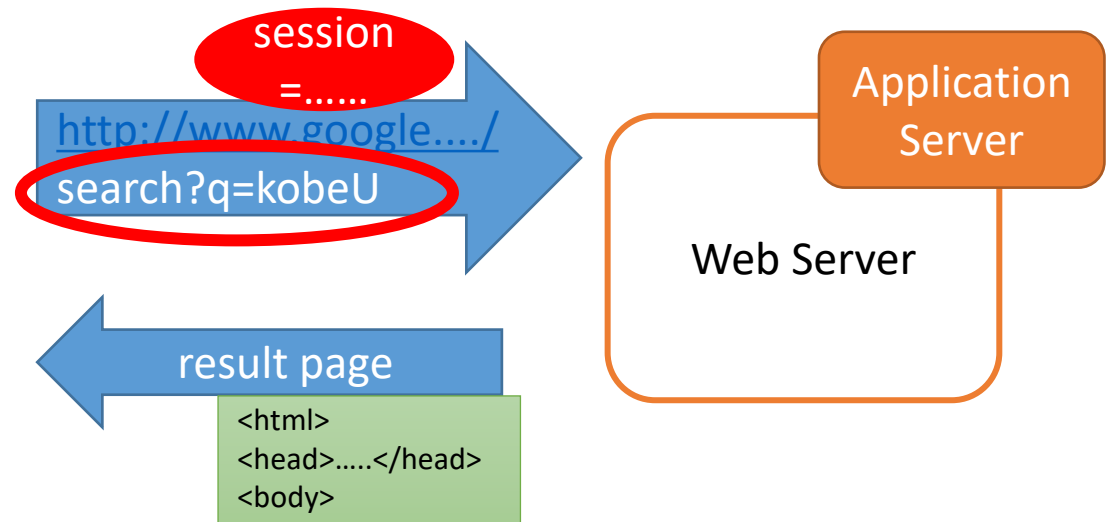 session
=......
http://www.google..../
search?q=kobeU
Application
Server
Web Server
result page
<html>
<head>.....</head>
<body>